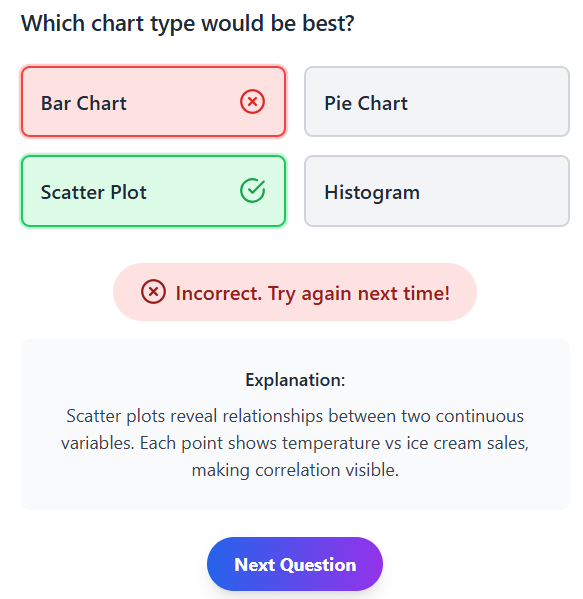 Which chart type would be best?
Bar Chart
Pie Chart
Scatter Plot
Histogram
Incorrect. Try again next time!
Explanation:
Scatter plots reveal relationships between two continuous
variables. Each point shows temperature vs ice cream sales,
making correlation visible.
Next Question